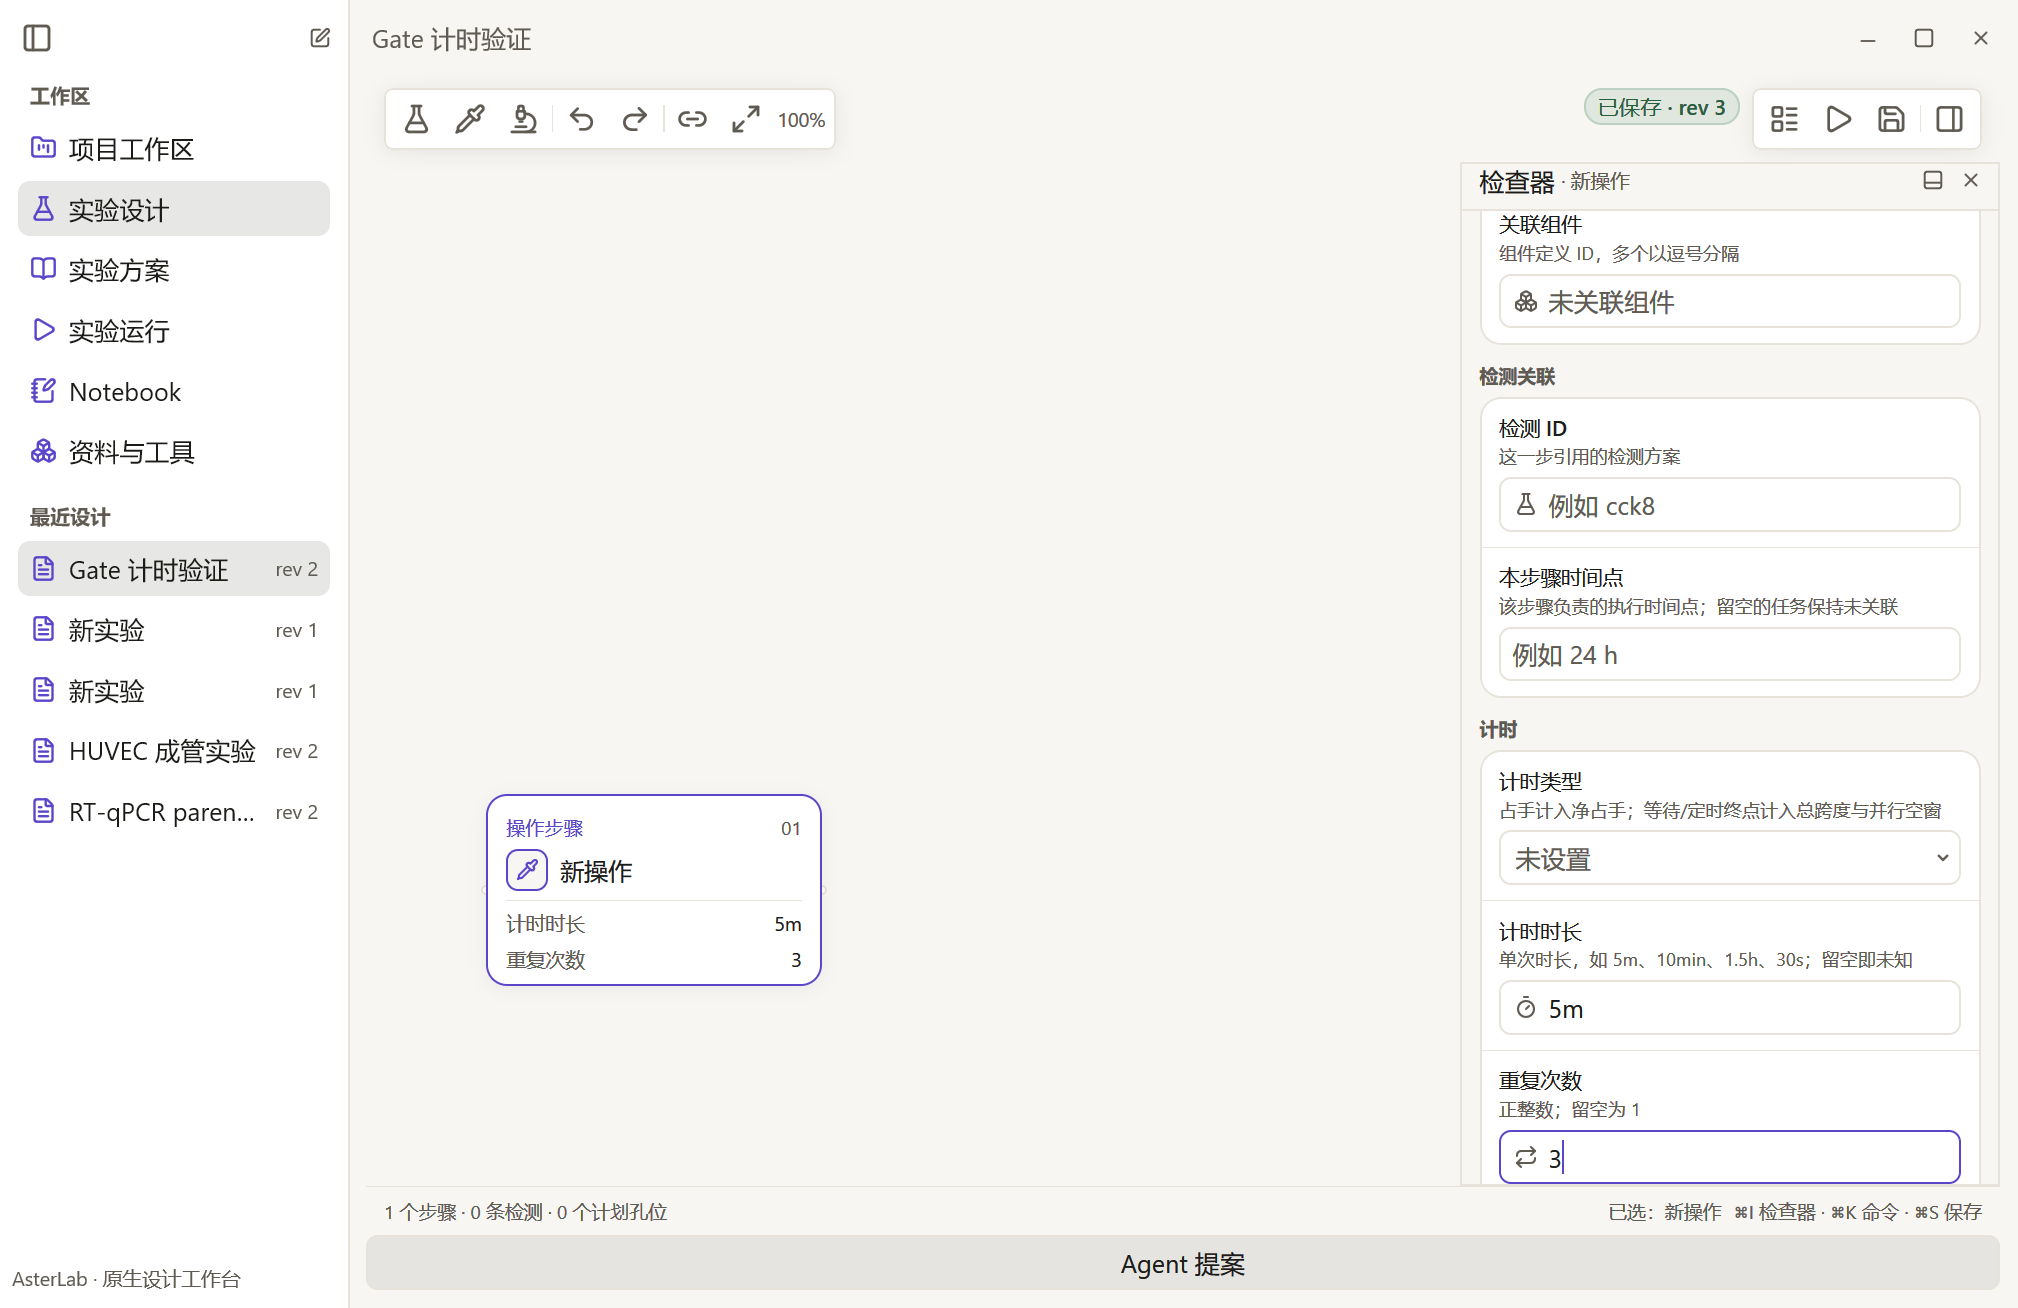 工作区
项目工作区
实验设计
实验方案
实验运行
Notebook
资料与工具
最近设计
Gate 计时验证 rev 2
新实验 rev 1
新实验 rev 1
HUVEC 成管实验 rev 2
RT-qPCR paren... rev 2
AsterLab · 原生设计工作台
Gate 计时验证
100%
已保存 · rev 3
操作步骤 01
新操作
计时时长 5m
重复次数 3
检查器 · 新操作
关联组件
组件定义 ID，多个以逗号分隔
未关联组件
检测关联
检测 ID
这一步引用的检测方案
例如 cck8
本步骤时间点
该步骤负责的执行时间点；留空的任务保持未关联
例如 24 h
计时
计时类型
占手计入净占手；等待/定时终点计入总跨度与并行空窗
未设置
计时时长
单次时长，如 5m、10min、1.5h、30s；留空即未知
5m
重复次数
正整数；留空为 1
3
1 个步骤 · 0 条检测 · 0 个计划孔位
已选：新操作 ⌘I 检查器 · ⌘K 命令 · ⌘S 保存
Agent 提案